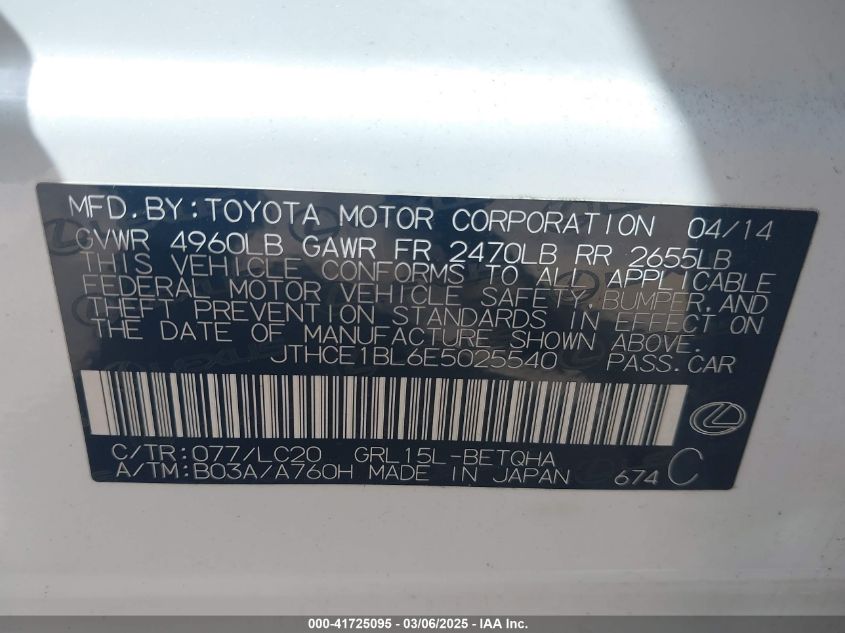 MFD. BY: TOYOTA MOTOR CORPORATION 04/14
GVWR 4960LB GAWR FR 2470LB RR 2655LB
THIS VEHICLE CONFORMS TO ALL APPLICABLE
FEDERAL MOTOR VEHICLE SAFETY, BUMPER, AND
THEFT PREVENTION STANDARDS IN EFFECT ON
THE DATE OF MANUFACTURE SHOWN ABOVE.
JTHCE1BL6E5025540 PASS. CAR
C/TR: 077/LC20 GRL15L-BETQHA
A/TM: B03A/A760H MADE IN JAPAN 674 C
000-41725095 - 03/06/2025 - IAA Inc.